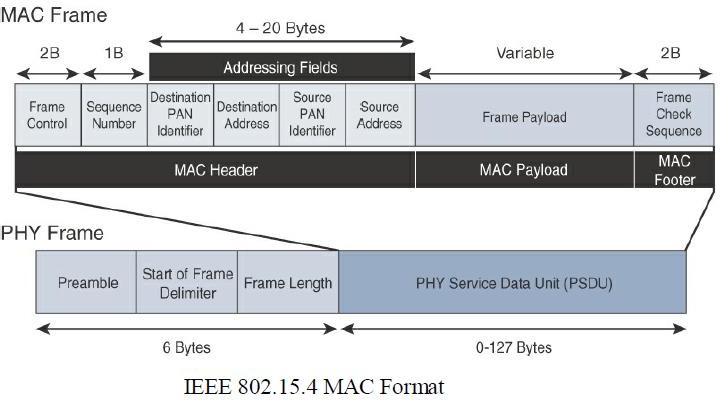 MAC Frame
4 – 20 Bytes
2B
1B
Variable
2B
Addressing Fields
Frame
Control
Sequence
Number
Destination
PAN
Identifier
Destination
Address
Source
PAN
Identifier
Source
Address
Frame Payload
Frame
Check
Sequence
MAC Header
MAC Payload
MAC
Footer
PHY Frame
Preamble
Start of Frame
Delimiter
Frame Length
PHY Service Data Unit (PSDU)
6 Bytes
0-127 Bytes
IEEE 802.15.4 MAC Format